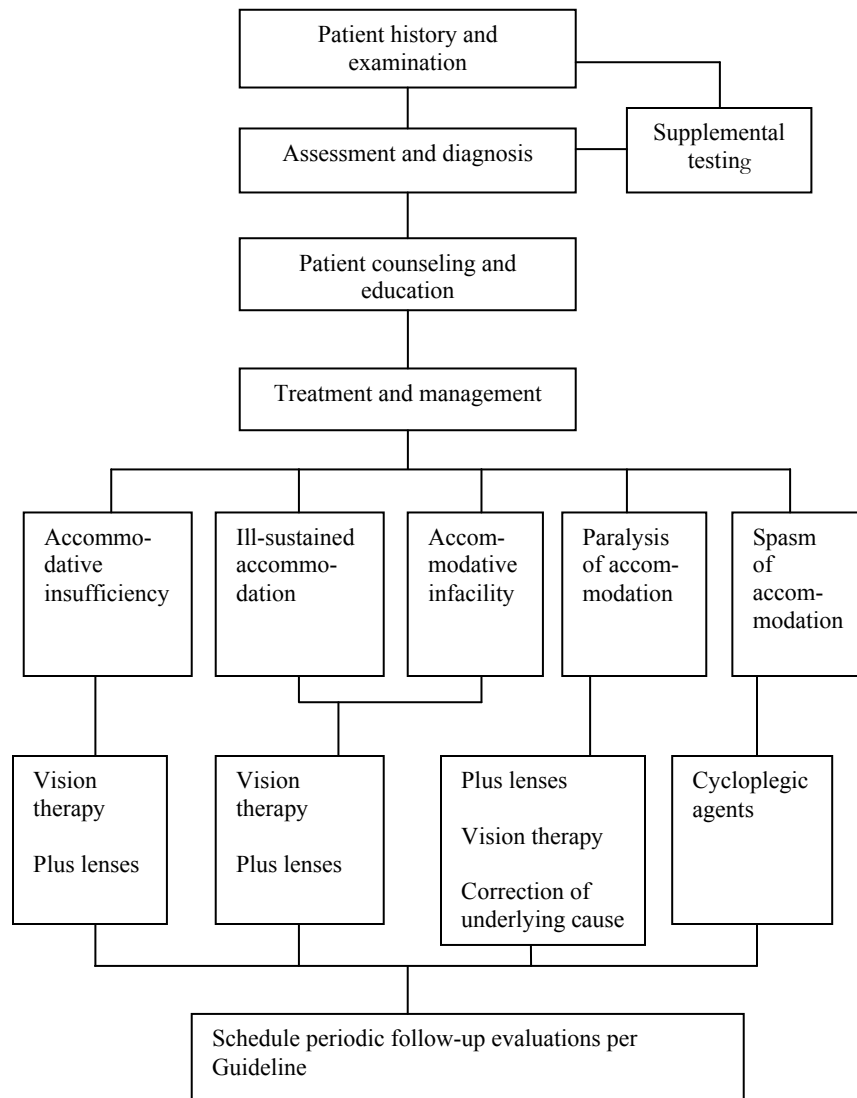 Patient history and
examination
Supplemental
testing
Assessment and diagnosis
Patient counseling and
education
Treatment and management
Accommo-
dative
insufficiency
Ill-sustained
accommo-
dation
Accom-
modative
infacility
Paralysis
of accom-
modation
Spasm
of
accom-
modation
Vision
therapy
Plus lenses
Vision
therapy
Plus lenses
Plus lenses
Vision therapy
Correction of
underlying cause
Cycloplegic
agents
Schedule periodic follow-up evaluations per
Guideline